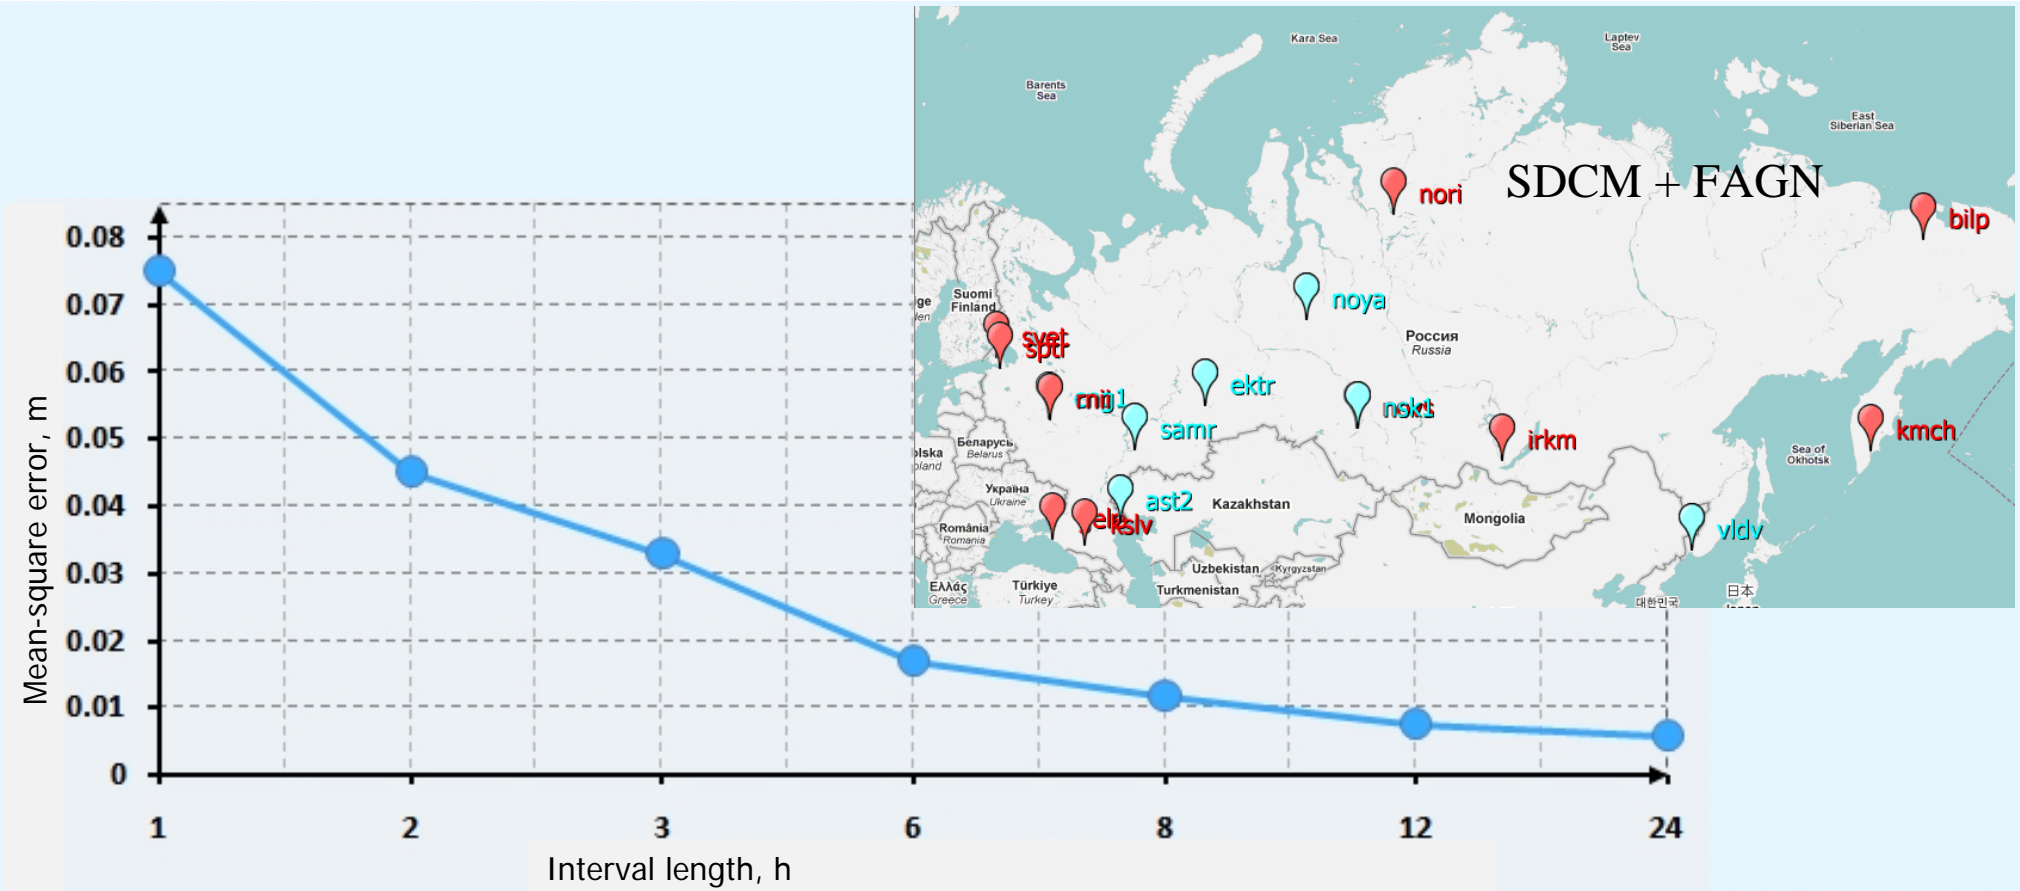 Kara Sea
Laptev
Sea
Barents
Sea
East
Siberian Sea
SDCM + FAGN
nori
bilp
noya
Suomi
Finland
Россия
Russia
svet
sptr
ektr
nsk1
samr
irkm
kmch
Sea of
Okhotsk
Беларусь
Belarus
Україна
Ukraine
ast2
kslv
Kazakhstan
Mongolia
vldv
România
Romania
Uzbekistan
Kyrgyzstan
Ελλάς
Greece
Türkiye
Turkey
Turkmenistan
日本
대한민국
0.08
0.07
0.06
0.05
0.04
0.03
0.02
0.01
0
Mean-square error, m
1 2 3 6 8 12 24
Interval length, h